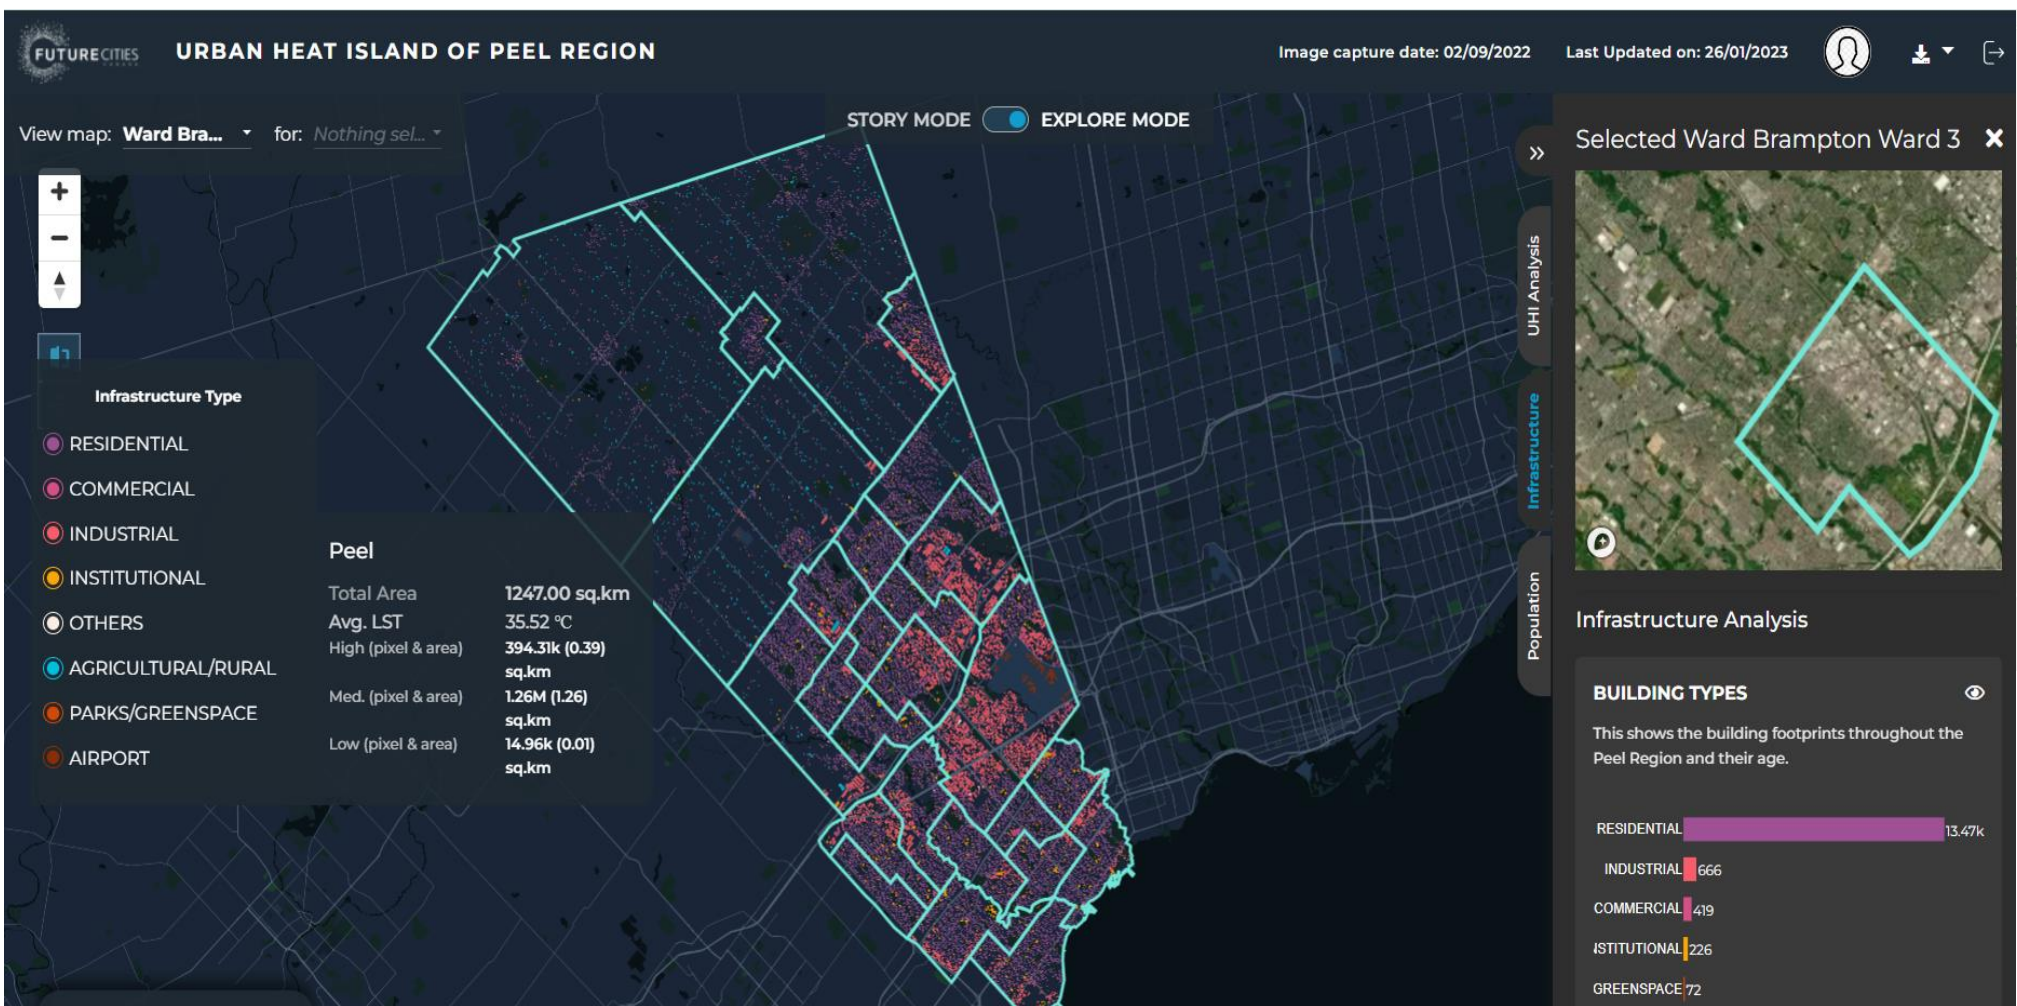 FUTURECITIES
CANADA
URBAN HEAT ISLAND OF PEEL REGION
Image capture date: 02/09/2022
Last Updated on: 26/01/2023
View map: Ward Bra...
for: Nothing sel...
STORY MODE
EXPLORE MODE
Infrastructure Type
RESIDENTIAL
COMMERCIAL
INDUSTRIAL
INSTITUTIONAL
OTHERS
AGRICULTURAL/RURAL
PARKS/GREENSPACE
AIRPORT
Peel
Total Area 1247.00 sq.km
Avg. LST 35.52 °C
High (pixel & area) 394.31k (0.39)
sq.km
Med. (pixel & area) 1.26M (1.26)
sq.km
Low (pixel & area) 14.96k (0.01)
sq.km
UHI Analysis
Infrastructure
Population
Selected Ward Brampton Ward 3
Infrastructure Analysis
BUILDING TYPES
This shows the building footprints throughout the
Peel Region and their age.
RESIDENTIAL 13.47k
INDUSTRIAL 666
COMMERCIAL 419
ISTITUTIONAL 226
GREENSPACE 72